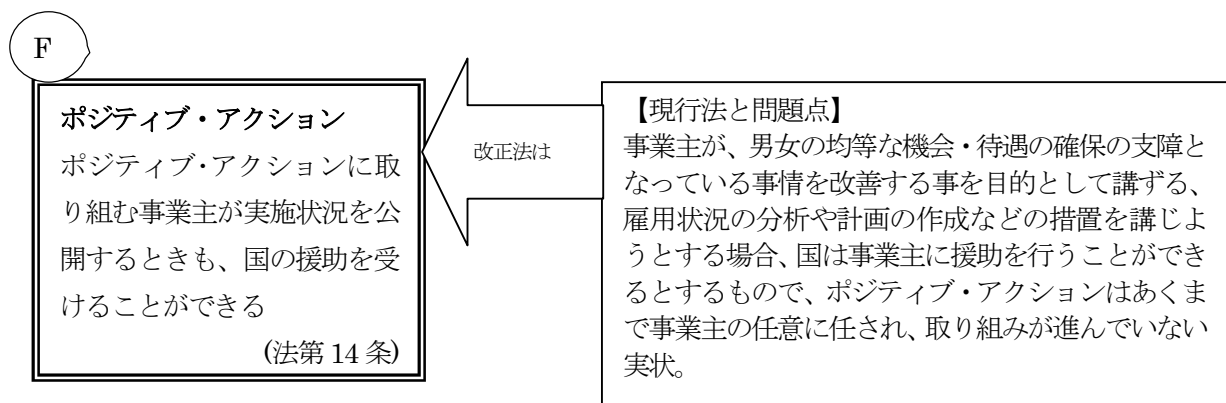 F
ポジティブ・アクション
ポジティブ・アクションに取
り組む事業主が実施状況を公
開するときも、国の援助を受
けることができる
(法第 14 条)
改正法は
【現行法と問題点】
事業主が、男女の均等な機会・待遇の確保の支障と
なっている事情を改善する事を目的として講ずる、
雇用状況の分析や計画の作成などの措置を講じよ
うとする場合、国は事業主に援助を行うことができ
るとするもので、ポジティブ・アクションはあくま
で事業主の任意に任され、取り組みが進んでいない
実状。